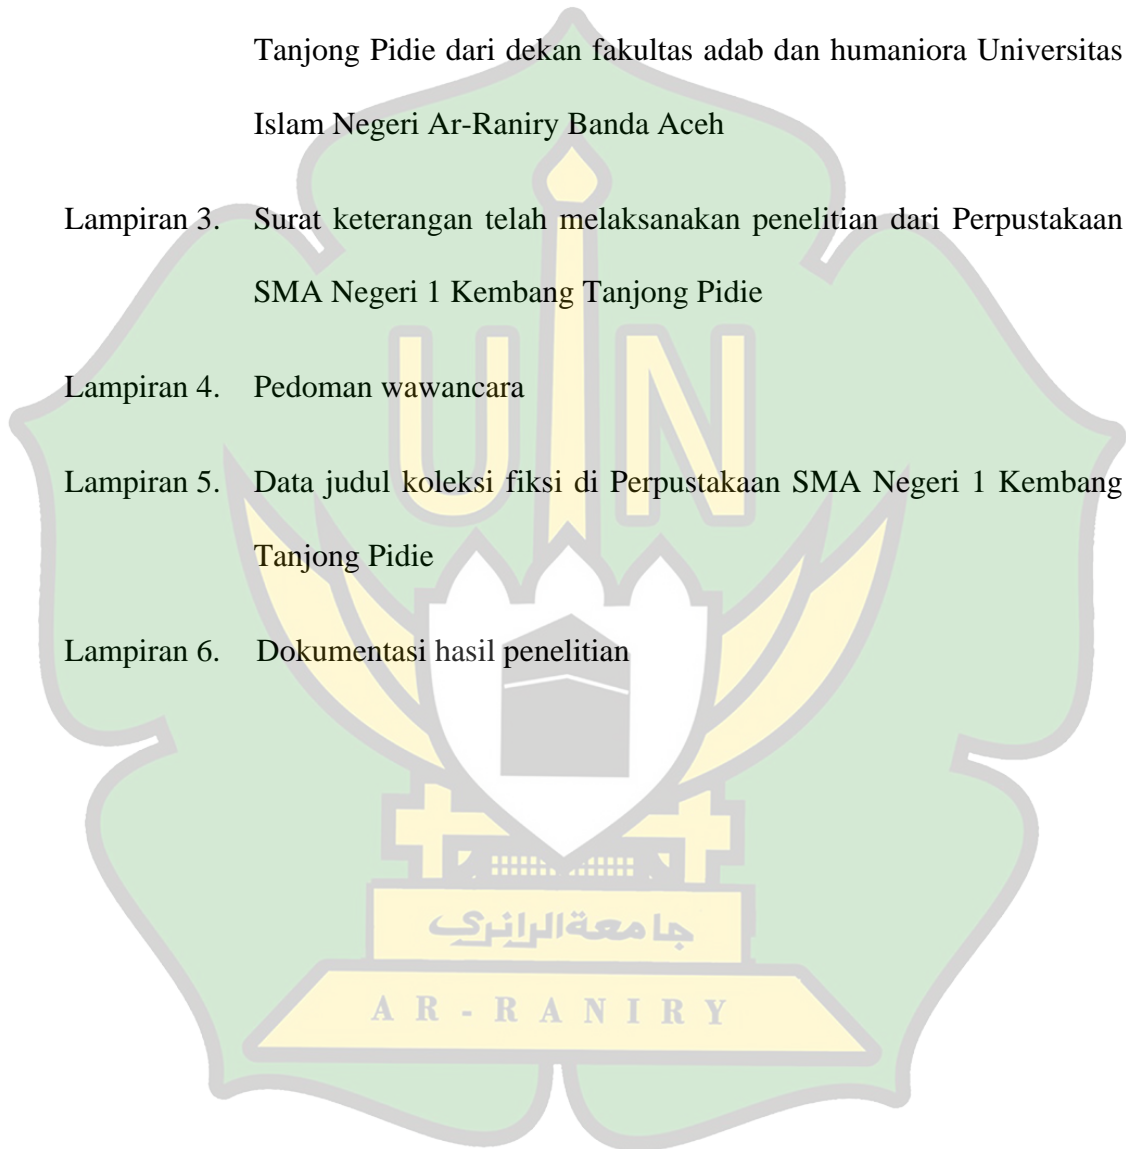 Tanjong Pidie dari dekan fakultas adab dan humaniora Universitas
Islam Negeri Ar-Raniry Banda Aceh
Lampiran 3. Surat keterangan telah melaksanakan penelitian dari Perpustakaan
SMA Negeri 1 Kembang Tanjong Pidie
Lampiran 4. Pedoman wawancara
Lampiran 5. Data judul koleksi fiksi di Perpustakaan SMA Negeri 1 Kembang
Tanjong Pidie
Lampiran 6. Dokumentasi hasil penelitian
UIN
جامعة الرانري
AR-RANIRY